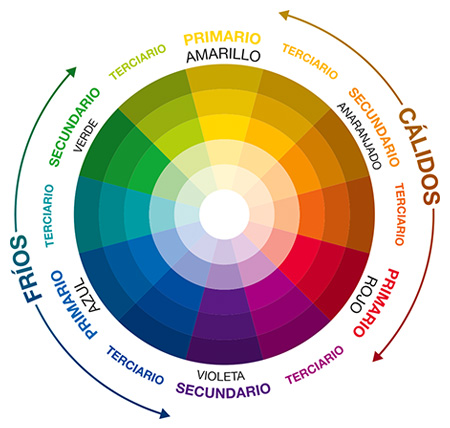 PRIMARIO
AMARILLO
TERCIARIO
SECUNDARIO
ANARANJADO
CÁLIDOS
TERCIARIO
PRIMARIO
ROJO
TERCIARIO
VIOLETA
SECUNDARIO
TERCIARIO
PRIMARIO
AZUL
FRÍOS
TERCIARIO
SECUNDARIO
VERDE
TERCIARIO